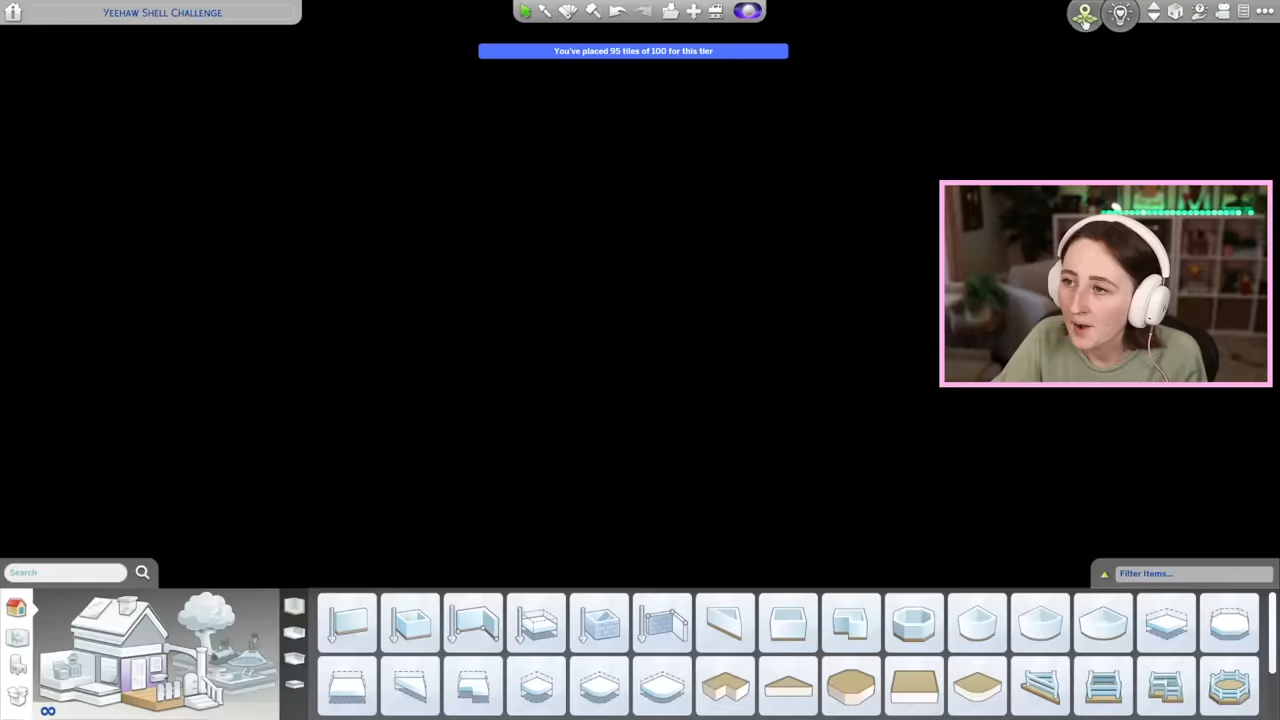 Yeehaw Shell Challenge
You've placed 95 tiles of 100 for this tier
Search
Filter Items...